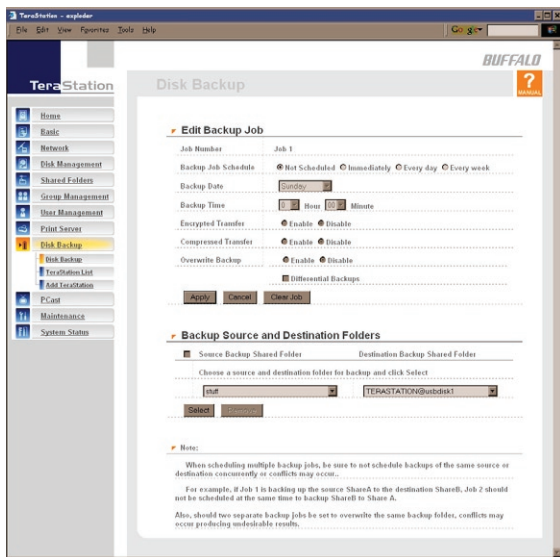 TeraStation - exploder
File Edit View Favorites Tools Help
Google
BUFFALO
TeraStation
Disk Backup
?
MANUAL
Home
Basic
Network
Disk Management
Shared Folders
Group Management
User Management
Print Server
Disk Backup
Disk Backup
TeraStation List
Add TeraStation
PCast
Maintenance
System Status
Edit Backup Job
Job Number Job 1
Backup Job Schedule Not Scheduled Immediately Every day Every week
Backup Date Sunday
Backup Time 0 Hour 00 Minute
Encrypted Transfer Enable Disable
Compressed Transfer Enable Disable
Overwrite Backup Enable Disable
Differential Backups
Apply Cancel Clear Job
Backup Source and Destination Folders
Source Backup Shared Folder Destination Backup Shared Folder
Choose a source and destination folder for backup and click Select
stuff TERASTATION@usbdisk1
Select
Note:
When scheduling multiple backup jobs, be sure to not schedule backups of the same source or
destination concurrently or conflicts may occur..
For example, if Job 1 is backing up the source ShareA to the destination ShareB, Job 2 should
not be scheduled at the same time to backup ShareB to Share A.
Also, should two separate backup jobs be set to overwrite the same backup folder, conflicts may
occur producing undesirable results.